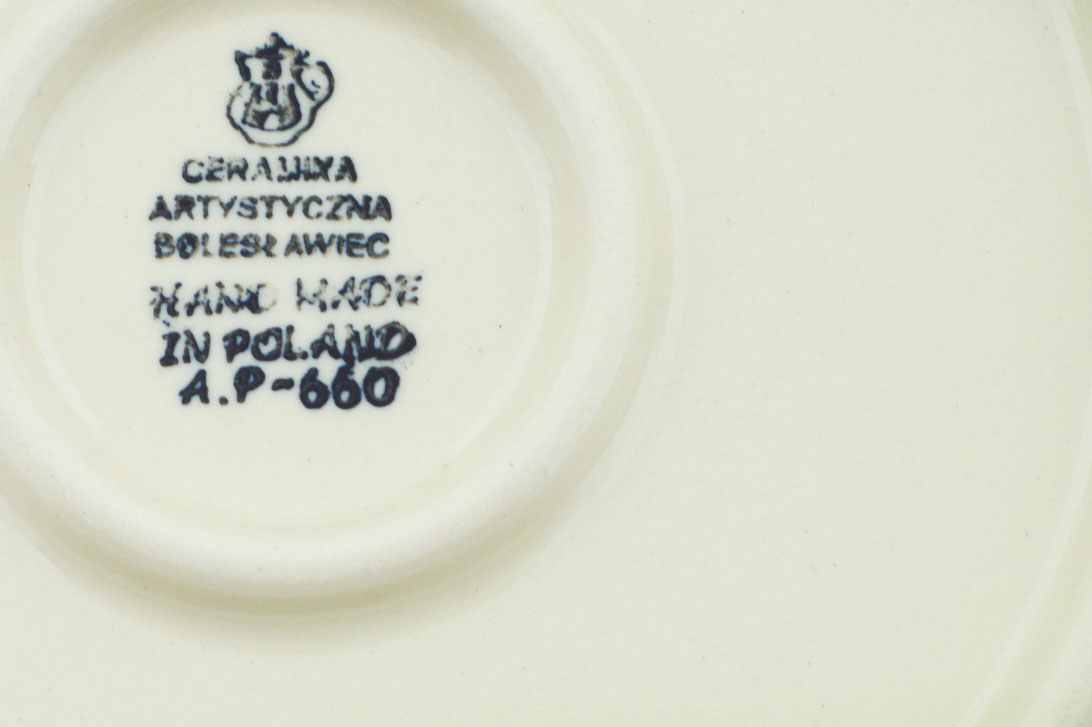 CERAMIKA
ARTYSTYCZNA
BOLESŁAWIEC
HAND MADE
IN POLAND
A.P-660